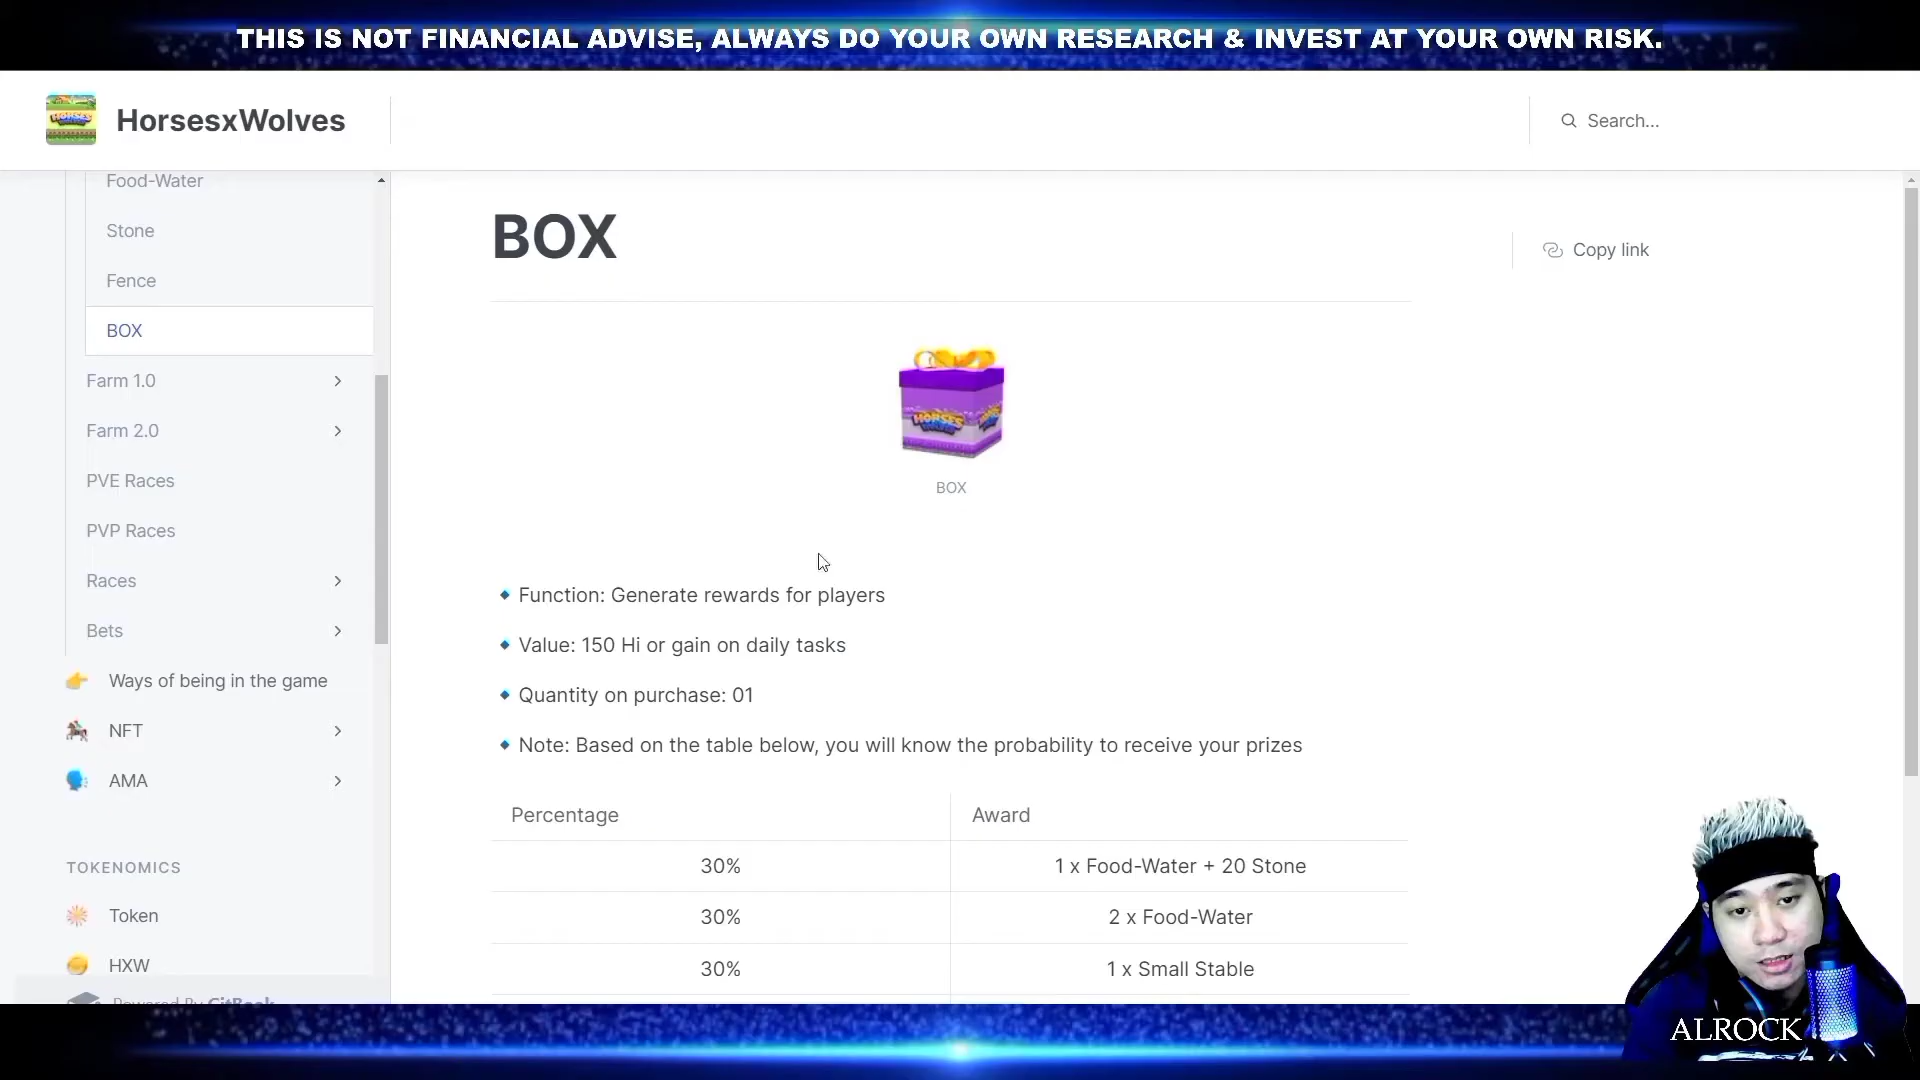 THIS IS NOT FINANCIAL ADVISE, ALWAYS DO YOUR OWN RESEARCH & INVEST AT YOUR OWN RISK.
HORSES
HorsesxWolves
Search...
Food-Water
Stone
Fence
BOX
Farm 1.0
Farm 2.0
PVE Races
PVP Races
Races
Bets
Ways of being in the game
NFT
AMA
TOKENOMICS
Token
HXW
Powered By GitBook
BOX
Copy link
HORSES
BOX
Function: Generate rewards for players
Value: 150 Hi or gain on daily tasks
Quantity on purchase: 01
Note: Based on the table below, you will know the probability to receive your prizes
Percentage Award
30% 1 x Food-Water + 20 Stone
30% 2 x Food-Water
30% 1 x Small Stable
ALROCK